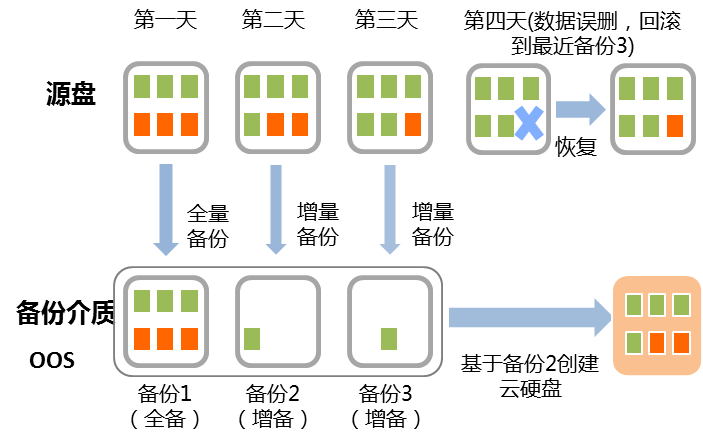 第一天
第二天
第三天
第四天(数据误删，回滚
到最近备份3)
源盘
恢复
全量
备份
增量
备份
增量
备份
备份介质
OOS
基于备份2创建
云硬盘
备份1
（全备）
备份2
（增备）
备份3
（增备）